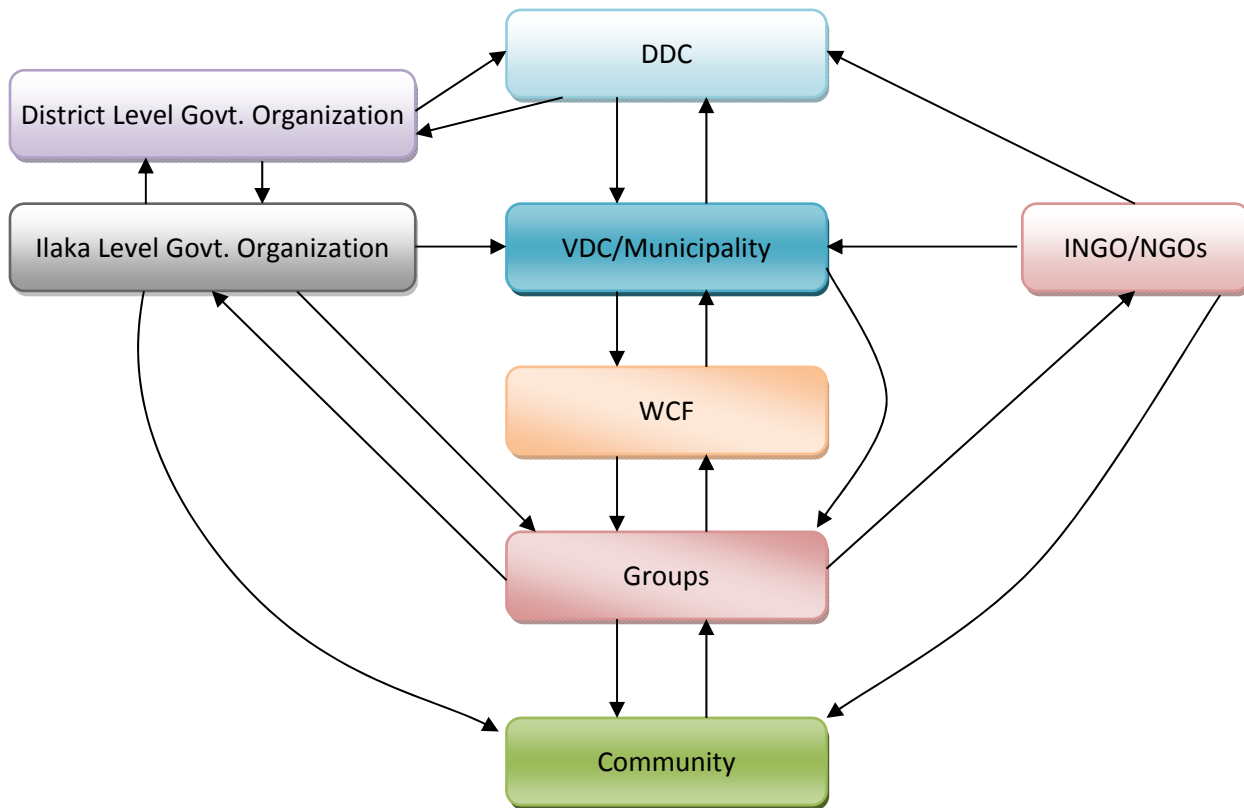 DDC
District Level Govt. Organization
Ilaka Level Govt. Organization
VDC/Municipality
INGO/NGOs
WCF
Groups
Community